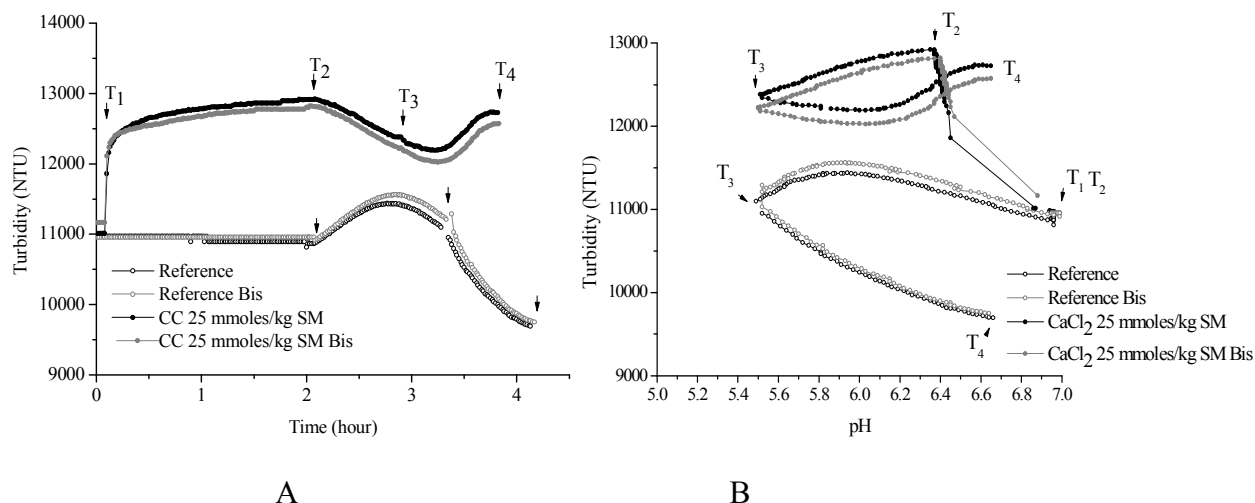 14000
13000
12000
11000
10000
9000
0
1
2
3
4
Turbidity (NTU)
Time (hour)
T1
T2
T3
T4
Reference
Reference Bis
CC 25 mmoles/kg SM
CC 25 mmoles/kg SM Bis
A
13000
12000
11000
10000
9000
5.0
5.2
5.4
5.6
5.8
6.0
6.2
6.4
6.6
6.8
7.0
Turbidity (NTU)
pH
T2
T3
T4
T3
T1 T2
T4
Reference
Reference Bis
CaCl2 25 mmoles/kg SM
CaCl2 25 mmoles/kg SM Bis
B